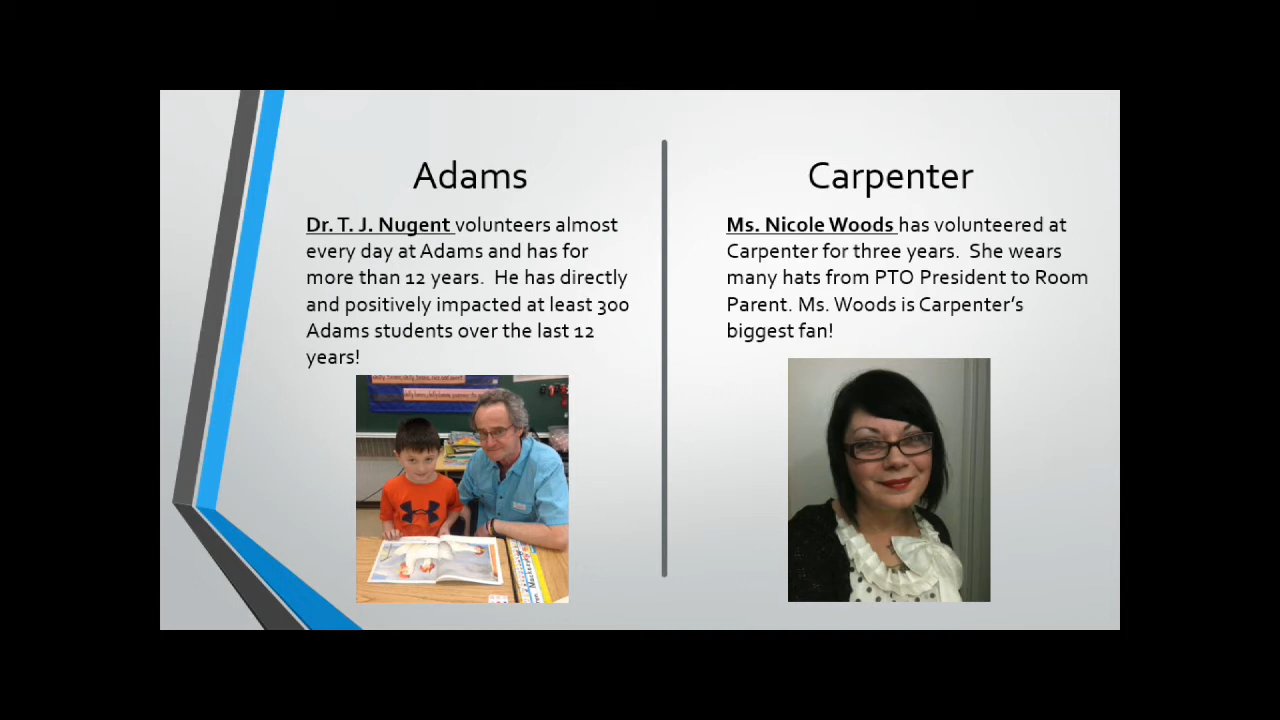 Adams
Dr. T. J. Nugent volunteers almost
every day at Adams and has for
more than 12 years.  He has directly
and positively impacted at least 300
Adams students over the last 12
years!
Carpenter
Ms. Nicole Woods has volunteered at
Carpenter for three years.  She wears
many hats from PTO President to Room
Parent. Ms. Woods is Carpenter’s
biggest fan!